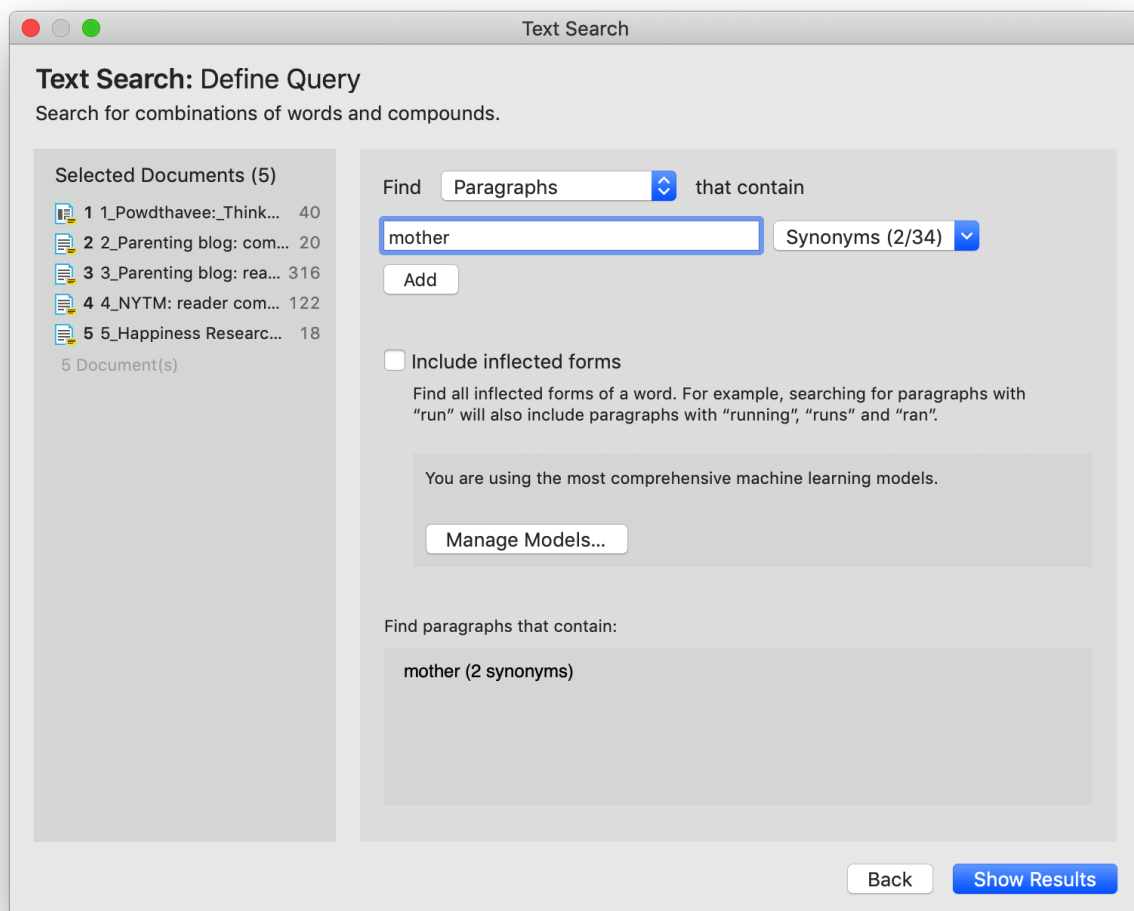 Text Search
Text Search: Define Query
Search for combinations of words and compounds.
Selected Documents (5)
1 1_Powdthavee:_Think... 40
2 2_Parenting blog: com... 20
3 3_Parenting blog: rea... 316
4 4_NYTM: reader com... 122
5 5_Happiness Researc... 18
5 Document(s)
Find Paragraphs that contain
mother Synonyms (2/34)
Add
Include inflected forms
Find all inflected forms of a word. For example, searching for paragraphs with
“run” will also include paragraphs with “running”, “runs” and “ran”.
You are using the most comprehensive machine learning models.
Manage Models...
Find paragraphs that contain:
mother (2 synonyms)
Back Show Results